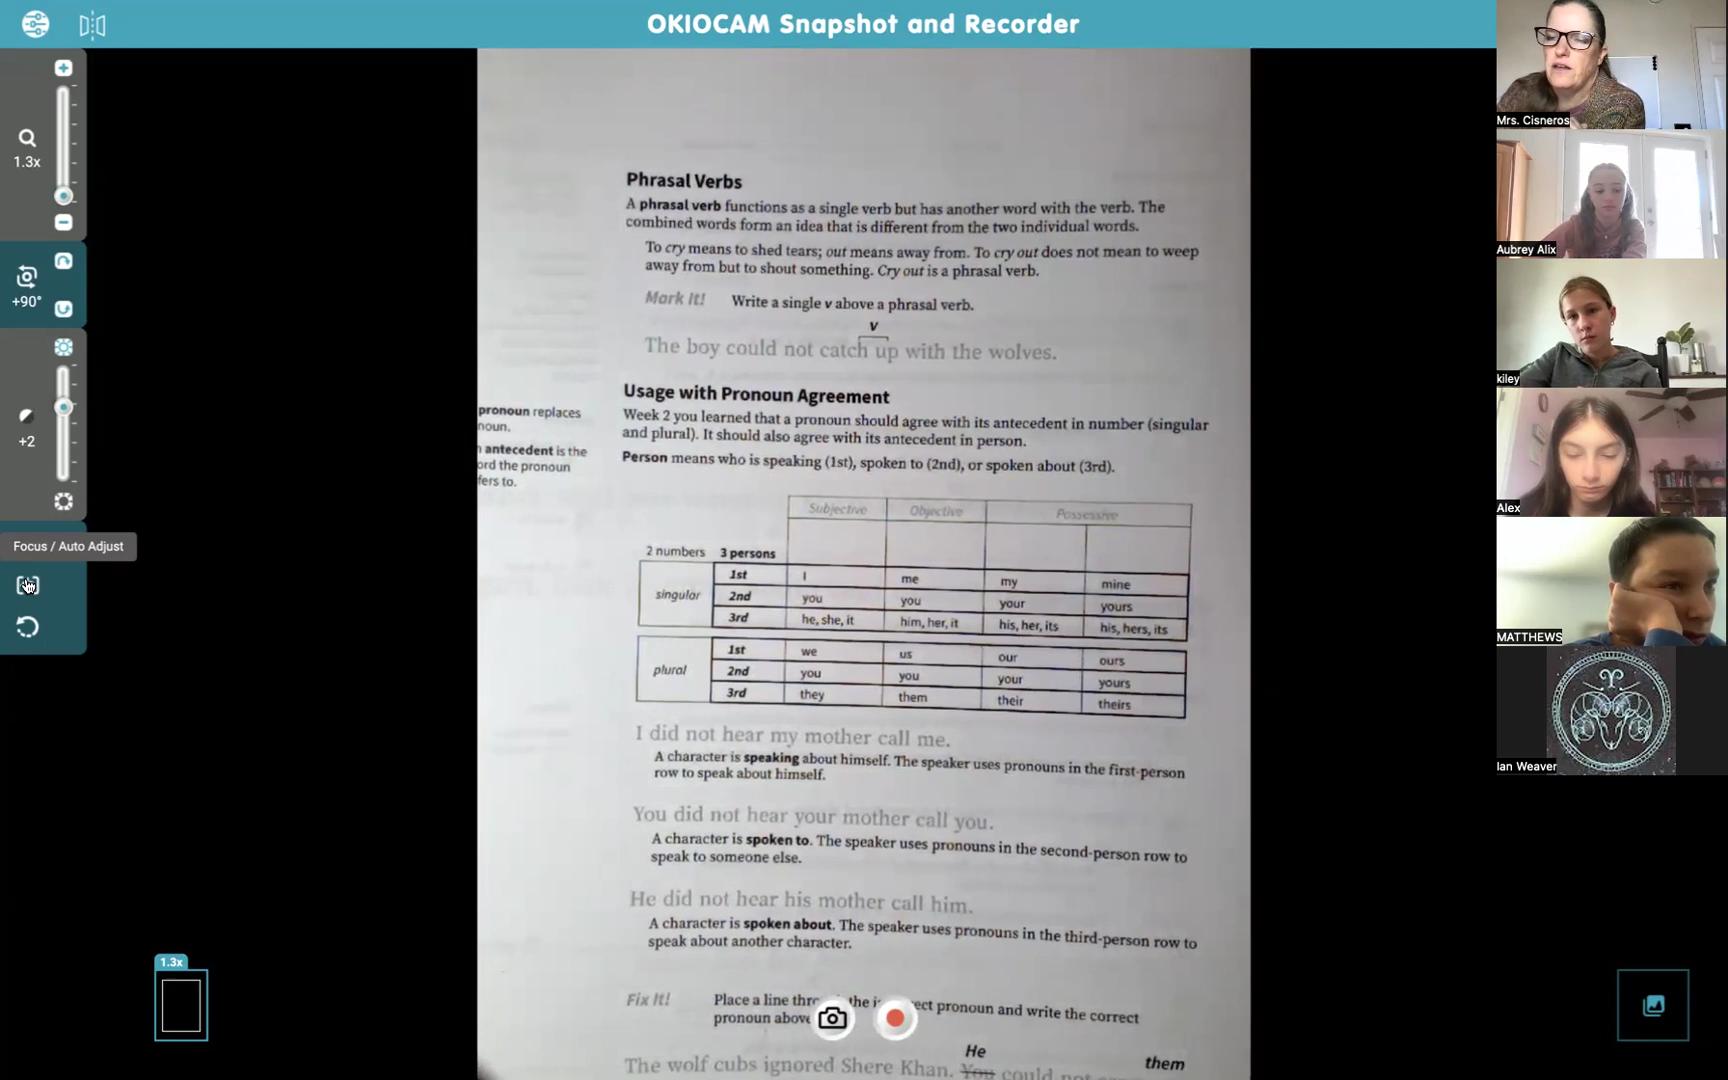 OKIOCAM Snapshot and Recorder
1.3x
+90°
+2
Focus / Auto Adjust
1.3x
Phrasal Verbs
A phrasal verb functions as a single verb but has another word with the verb. The
combined words form an idea that is different from the two individual words.
To cry means to shed tears; out means away from. To cry out does not mean to weep
away from but to shout something. Cry out is a phrasal verb.
Mark It! Write a single v above a phrasal verb.
v
The boy could not catch up with the wolves.
Usage with Pronoun Agreement
Week 2 you learned that a pronoun should agree with its antecedent in number (singular
and plural). It should also agree with its antecedent in person.
Person means who is speaking (1st), spoken to (2nd), or spoken about (3rd).
pronoun replaces
noun.
antecedent is the
ord the pronoun
fers to.
Subjective Objective Possessive
2 numbers 3 persons
singular
1st I me my mine
2nd you you your yours
3rd he, she, it him, her, it his, her, its his, hers, its
plural
1st we us our ours
2nd you you your yours
3rd they them their theirs
I did not hear my mother call me.
A character is speaking about himself. The speaker uses pronouns in the first-person
row to speak about himself.
You did not hear your mother call you.
A character is spoken to. The speaker uses pronouns in the second-person row to
speak to someone else.
He did not hear his mother call him.
A character is spoken about. The speaker uses pronouns in the third-person row to
speak about another character.
Fix It! Place a line the ect pronoun and write the correct
pronoun above
He them
The wolf cubs ignored Shere Khan. You could not
Mrs. Cisneros
Aubrey Alix
kiley
Alex
MATTHEWS
Ian Weaver